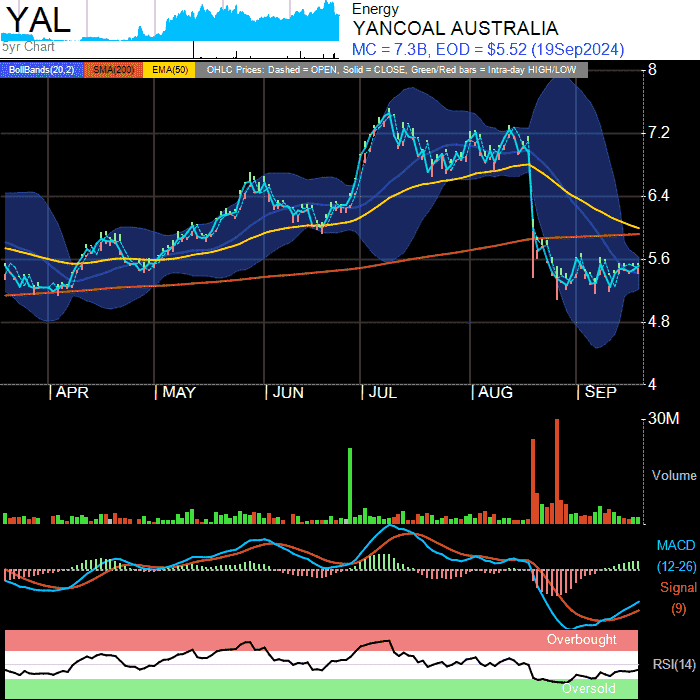 YAL
5yr Chart
Energy
YANCOAL AUSTRALIA
MC = 7.3B, EOD = $5.52 (19Sep2024)
BollBands(20,2) SMA(200) EMA(50) OHLC Prices: Dashed = OPEN, Solid = CLOSE, Green/Red bars = Intra-day HIGH/LOW
8
7.2
6.4
5.6
4.8
4
APR MAY JUN JUL AUG SEP
30M
Volume
MACD
(12-26)
Signal
(9)
Overbought
RSI(14)
Oversold